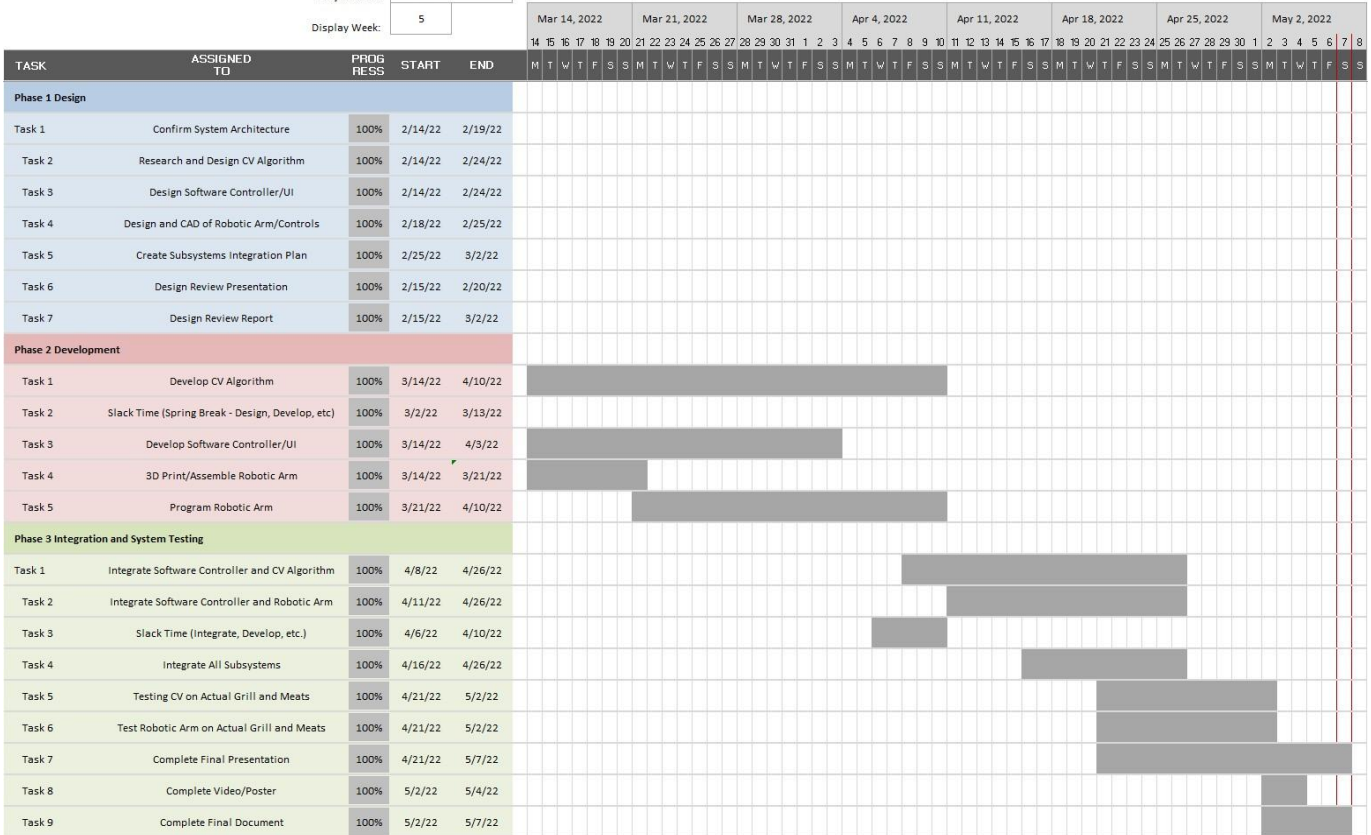 Display Week: 5
Mar 14, 2022 Mar 21, 2022 Mar 28, 2022 Apr 4, 2022 Apr 11, 2022 Apr 18, 2022 Apr 25, 2022 May 2, 2022
14 15 16 17 18 19 20 21 22 23 24 25 26 27 28 29 30 31 1 2 3 4 5 6 7 8 9 10 11 12 13 14 15 16 17 18 19 20 21 22 23 24 25 26 27 28 29 30 1 2 3 4 5 6 7 8
TASK ASSIGNED TO PROGRESS START END M T W T F S S M T W T F S S M T W T F S S M T W T F S S M T W T F S S M T W T F S S M T W T F S S M T W T F S S
Phase 1 Design
Task 1 Confirm System Architecture 100% 2/14/22 2/19/22
Task 2 Research and Design CV Algorithm 100% 2/14/22 2/24/22
Task 3 Design Software Controller/UI 100% 2/14/22 2/24/22
Task 4 Design and CAD of Robotic Arm/Controls 100% 2/18/22 2/25/22
Task 5 Create Subsystems Integration Plan 100% 2/25/22 3/2/22
Task 6 Design Review Presentation 100% 2/15/22 2/20/22
Task 7 Design Review Report 100% 2/15/22 3/2/22
Phase 2 Development
Task 1 Develop CV Algorithm 100% 3/14/22 4/10/22
Task 2 Slack Time (Spring Break - Design, Develop, etc) 100% 3/2/22 3/13/22
Task 3 Develop Software Controller/UI 100% 3/14/22 4/3/22
Task 4 3D Print/Assemble Robotic Arm 100% 3/14/22 3/21/22
Task 5 Program Robotic Arm 100% 3/21/22 4/10/22
Phase 3 Integration and System Testing
Task 1 Integrate Software Controller and CV Algorithm 100% 4/8/22 4/26/22
Task 2 Integrate Software Controller and Robotic Arm 100% 4/11/22 4/26/22
Task 3 Slack Time (Integrate, Develop, etc.) 100% 4/6/22 4/10/22
Task 4 Integrate All Subsystems 100% 4/16/22 4/26/22
Task 5 Testing CV on Actual Grill and Meats 100% 4/21/22 5/2/22
Task 6 Test Robotic Arm on Actual Grill and Meats 100% 4/21/22 5/2/22
Task 7 Complete Final Presentation 100% 4/21/22 5/7/22
Task 8 Complete Video/Poster 100% 5/2/22 5/4/22
Task 9 Complete Final Document 100% 5/2/22 5/7/22